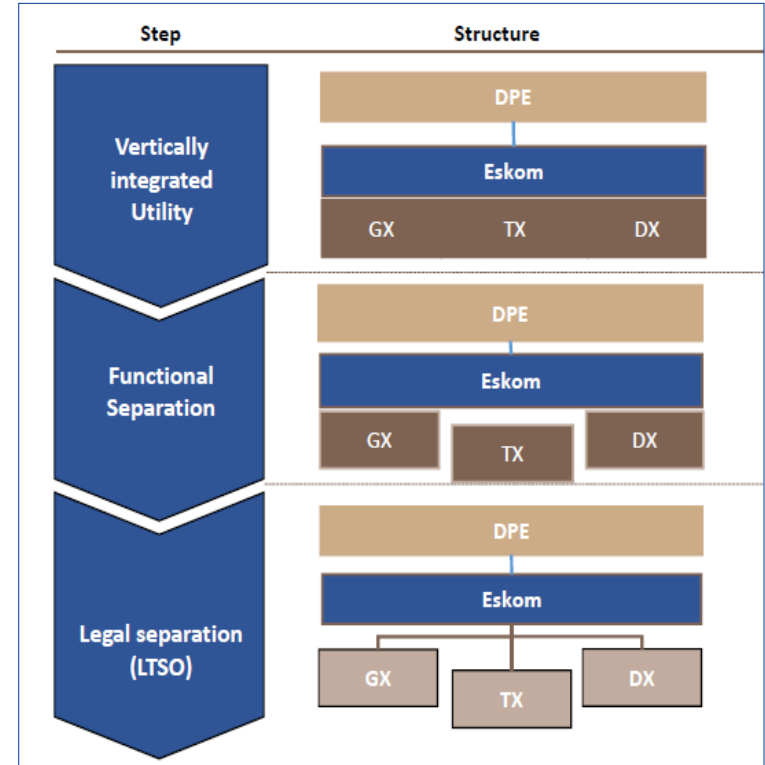 Step Structure
Vertically
integrated
Utility
DPE
Eskom
GX TX DX
Functional
Separation
DPE
Eskom
GX TX DX
Legal separation
(LTSO)
DPE
Eskom
GX TX DX